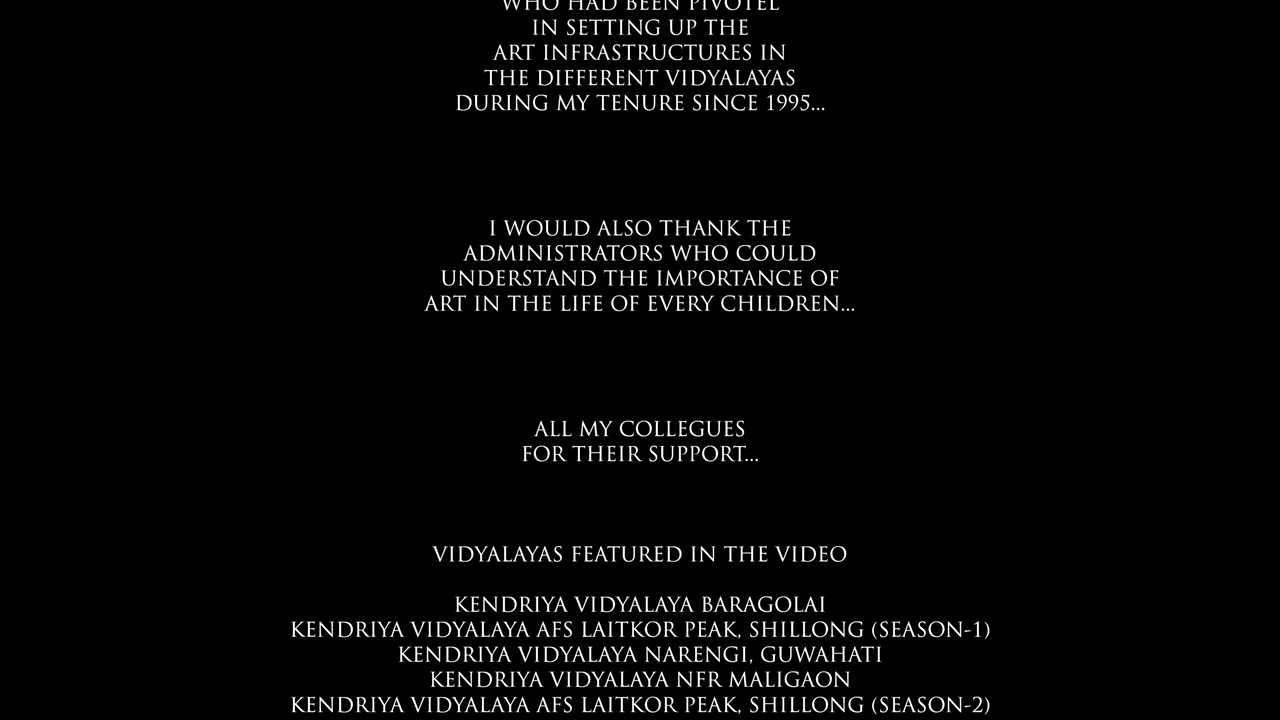 WHO HAD BEEN PIVOTEL
IN SETTING UP THE
ART INFRASTRUCTURES IN
THE DIFFERENT VIDYALAYAS
DURING MY TENURE SINCE 1995...
I WOULD ALSO THANK THE
ADMINISTRATORS WHO COULD
UNDERSTAND THE IMPORTANCE OF
ART IN THE LIFE OF EVERY CHILDREN...
ALL MY COLLEGUES
FOR THEIR SUPPORT...
VIDYALAYAS FEATURED IN THE VIDEO
KENDRIYA VIDYALAYA BARAGOLAI
KENDRIYA VIDYALAYA AFS LAITKOR PEAK, SHILLONG (SEASON-1)
KENDRIYA VIDYALAYA NARENGI, GUWAHATI
KENDRIYA VIDYALAYA NFR MALIGAON
KENDRIYA VIDYALAYA AFS LAITKOR PEAK, SHILLONG (SEASON-2)